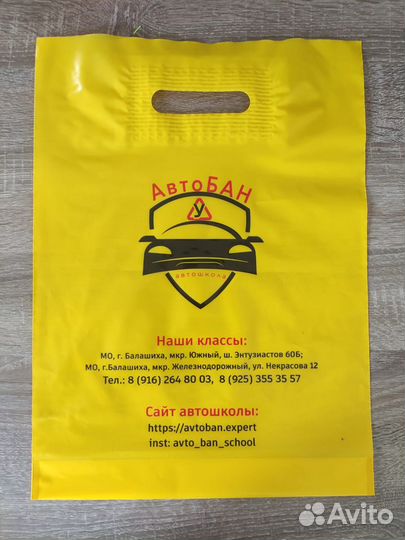 АвтоБАН
У
автошкола
Наши классы:
МО, г. Балашиха, мкр. Южный, ш. Энтузиастов 60Б;
МО, г.Балашиха, мкр. Железнодорожный, ул. Некрасова 12
Тел.: 8 (916) 264 80 03, 8 (925) 355 35 57
Сайт автошколы:
https://avtoban.expert
inst: avto_ban_school
Avito